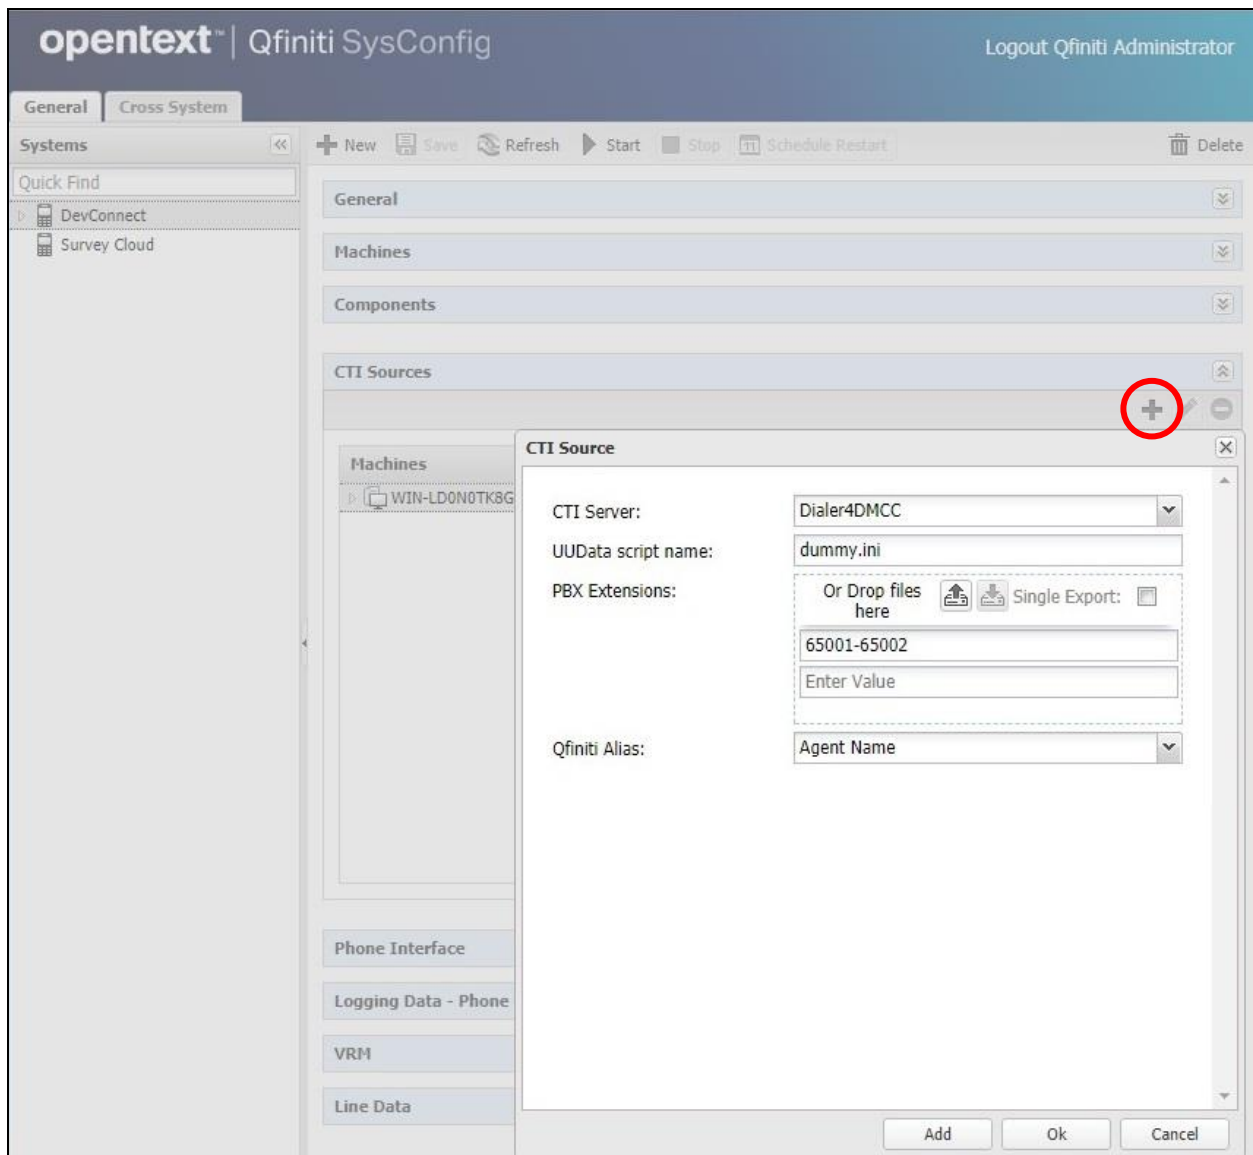 opentext™ | Qfiniti SysConfig
Logout Qfiniti Administrator
General
Cross System
Systems
New
Save
Refresh
Start
Stop
Schedule Restart
Delete
Quick Find
DevConnect
Survey Cloud
General
Machines
Components
CTI Sources
Machines
WIN-LD0N0TK8G
CTI Source
CTI Server:
Dialer4DMCC
UUData script name:
dummy.ini
PBX Extensions:
Or Drop files
here
Single Export:
65001-65002
Enter Value
Qfiniti Alias:
Agent Name
Phone Interface
Logging Data - Phone
VRM
Line Data
Add
Ok
Cancel